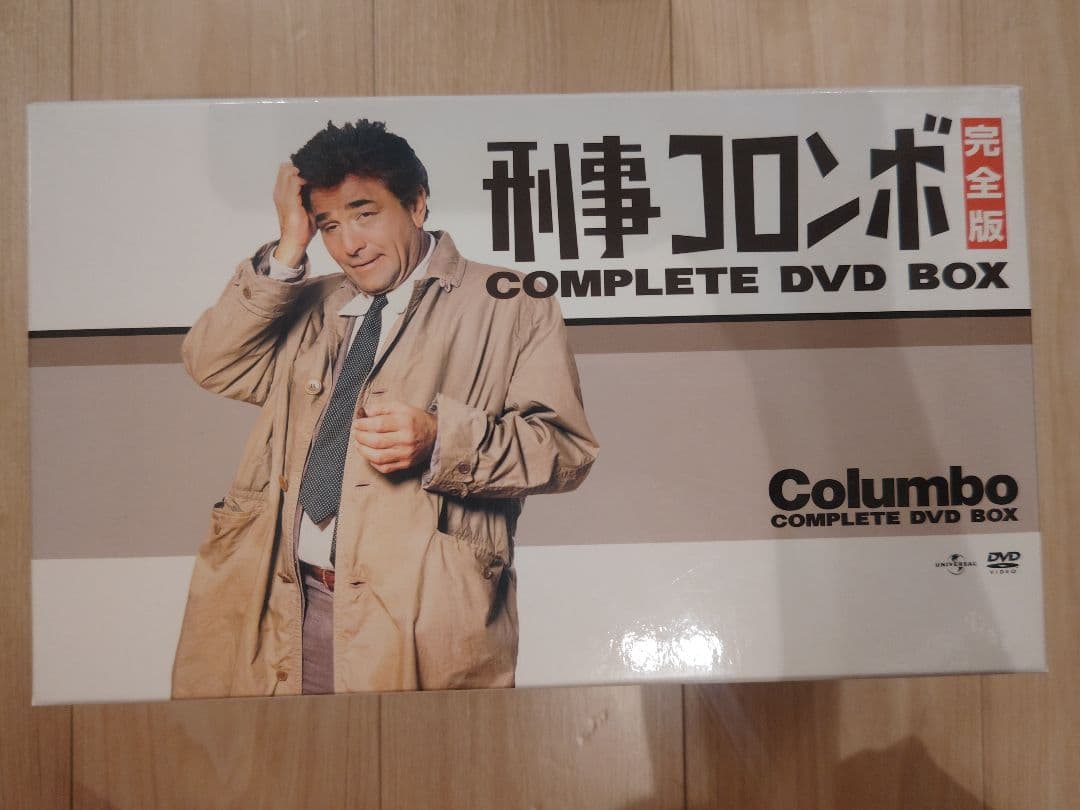 刑事コロンボ
完全版
COMPLETE DVD BOX
Columbo
COMPLETE DVD BOX
UNIVERSAL
DVD
VIDEO